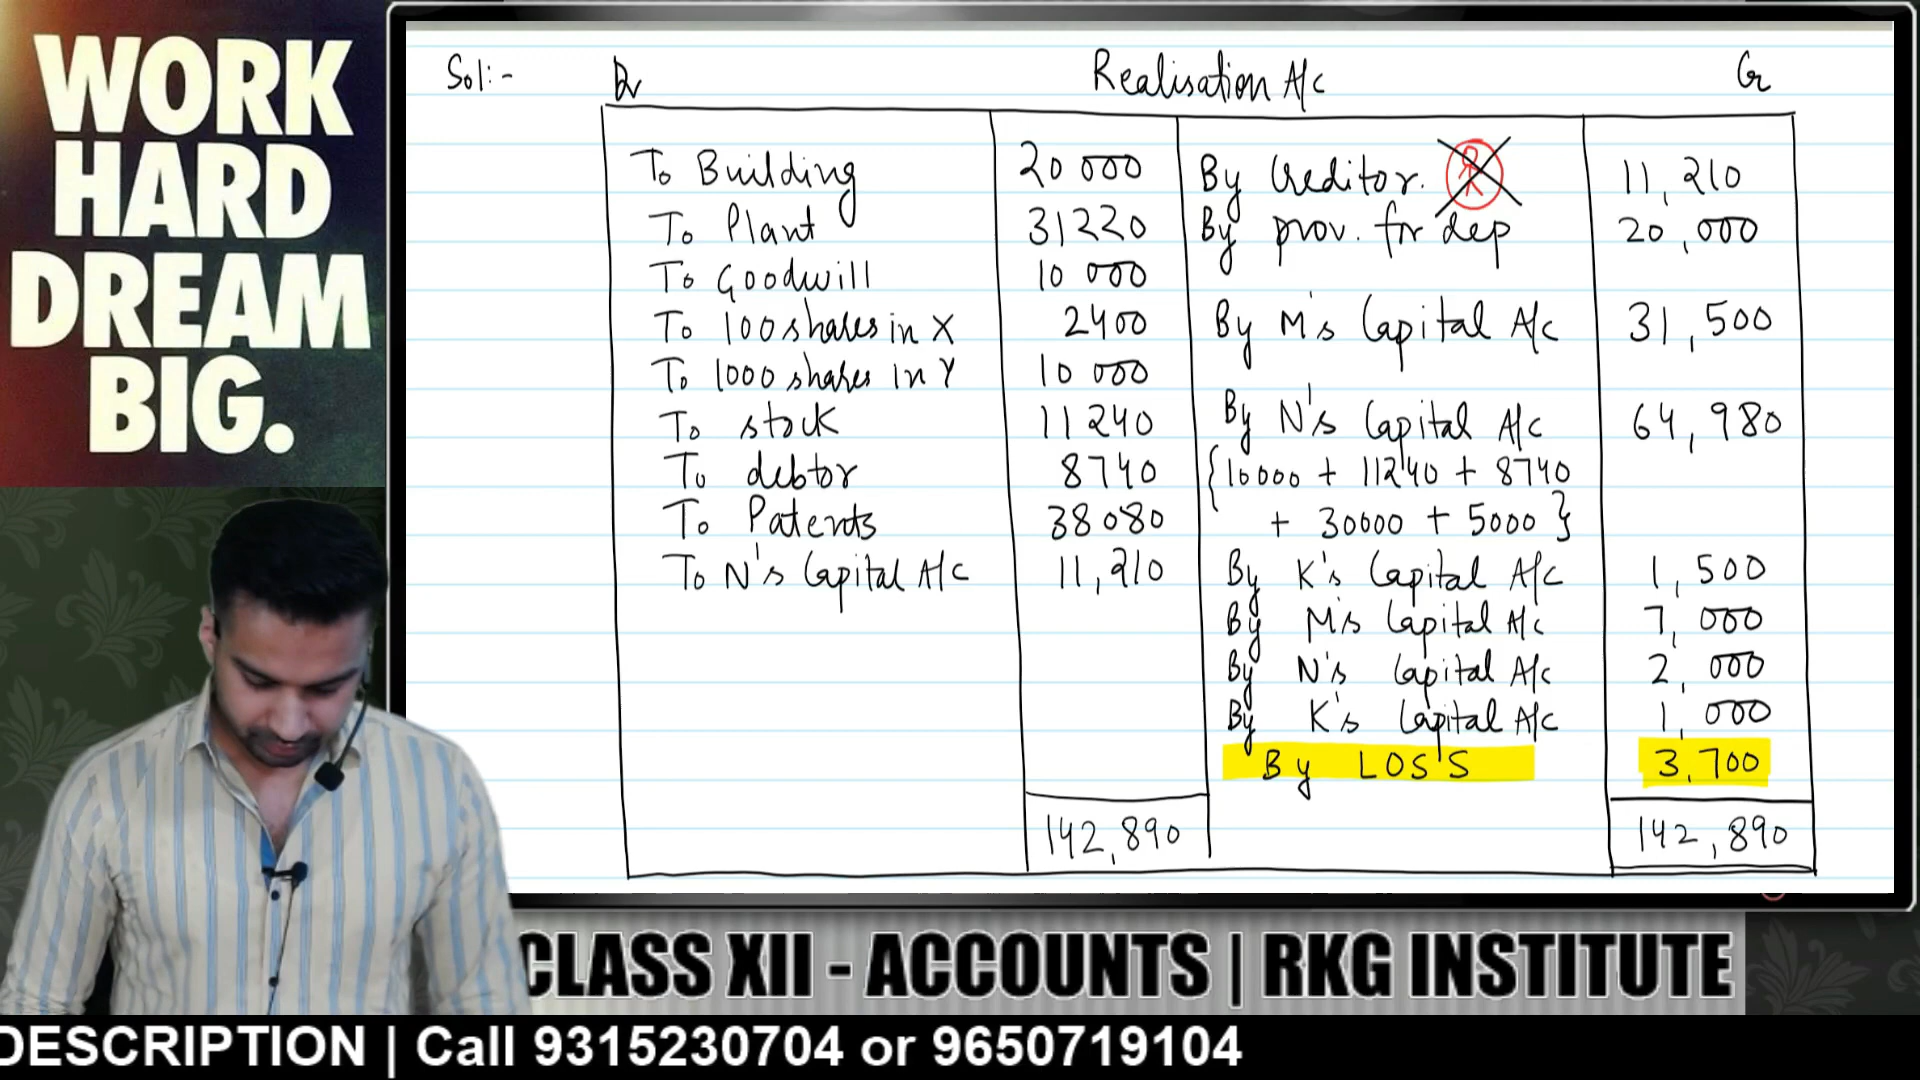 WORK
HARD
DREAM
BIG.
Sol:- Dr Realisation A/c Cr
To Building 20000 By Creditor. 11,210
To Plant 31220 By prov. for dep 20,000
To Goodwill 10000
To 100 shares in X 2400 By M's Capital A/c 31,500
To 1000 shares in Y 10000
To stock 11240 By N's Capital A/c 64,980
To debtor 8740 {10000 + 11240 + 8740
To Patents 38080 + 30000 + 5000}
To N's Capital A/c 11,210 By K's Capital A/c 1,500
By M's Capital A/c 7,000
By N's Capital A/c 2,000
By K's Capital A/c 1,000
By LOSS 3,700
142,890 142,890
CLASS XII - ACCOUNTS | RKG INSTITUTE
DESCRIPTION | Call 9315230704 or 9650719104